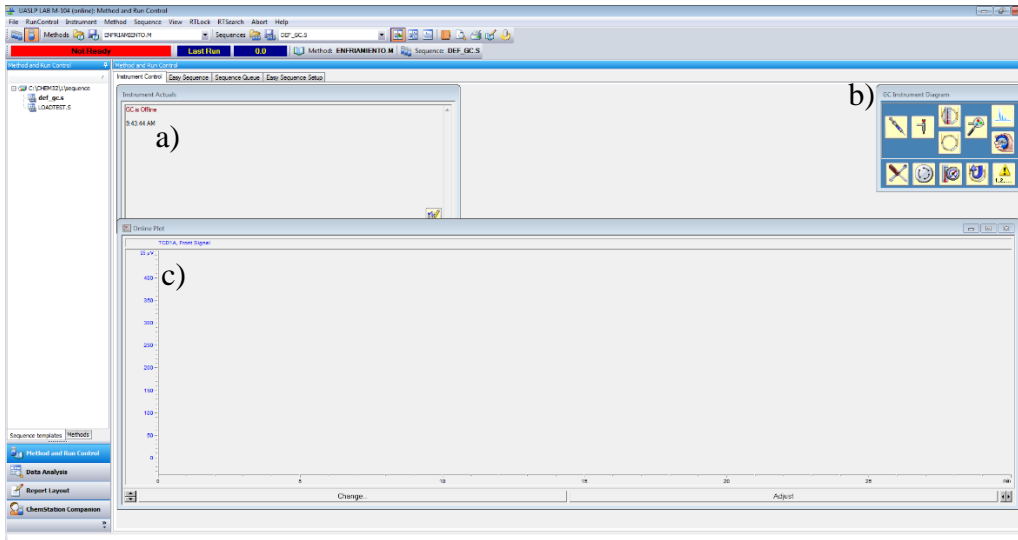 UASLP LAB M-104 (online): Method and Run Control
File RunControl Instrument Method Sequence View RTLock RTSearch Abort Help
Methods ENFRIAMIENTO.M Sequences DEF_GC.S
Not Ready Last Run 0.0 Method: ENFRIAMIENTO.M Sequence: DEF_GC.S
Method and Run Control
Method and Run Control
Instrument Control Easy Sequence Sequence Queue Easy Sequence Setup
C:\CHEM32\1\sequence
def_gc.s
LOADTEST.S
Instrument Actuals
GC is Offline
9:43:44 AM
a)
b)
GC Instrument Diagram
1,2,...
Online Plot
TCD1A, Front Signal
25 µV
c)
400
350
300
250
200
150
100
50
0
0 5 10 15 20 25 min
Change... Adjust
Sequence templates Methods
Method and Run Control
Data Analysis
Report Layout
ChemStation Companion